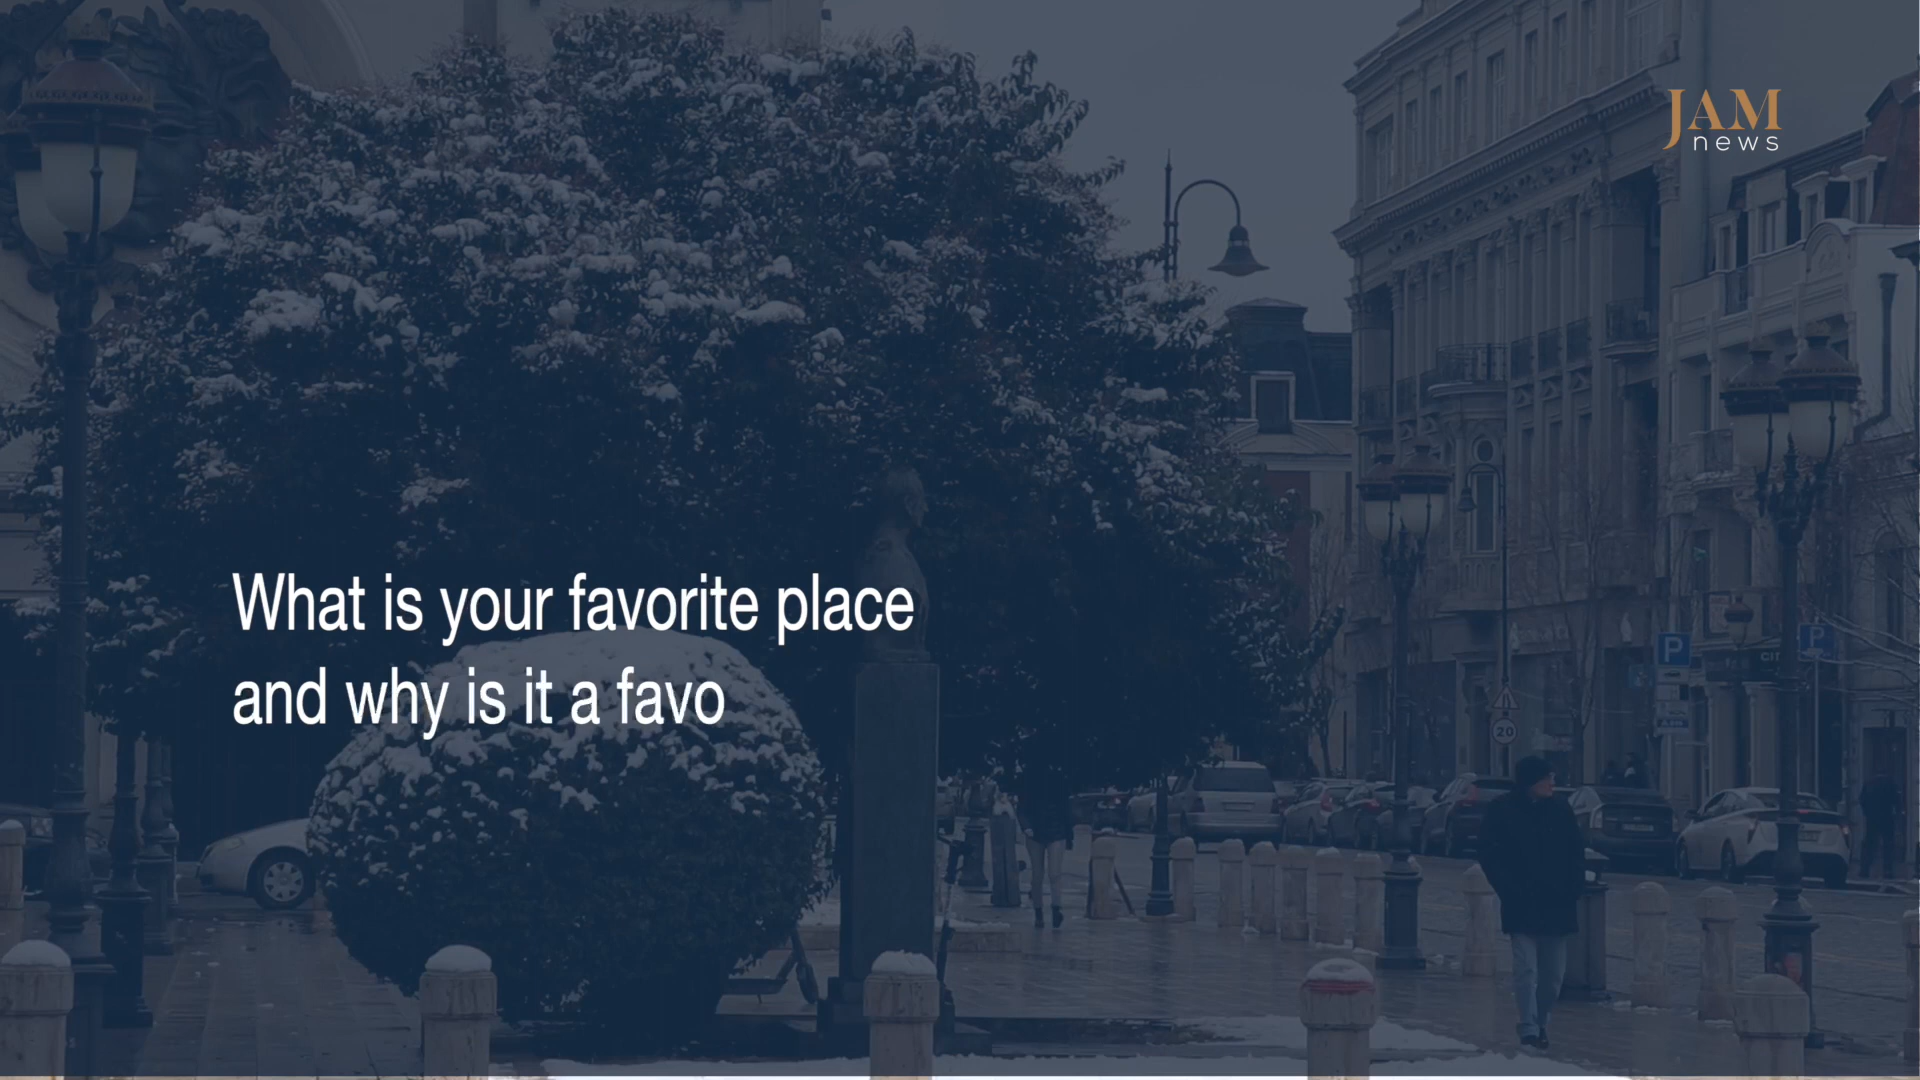 JAM
news
What is your favorite place
and why is it a favo
P
P
20